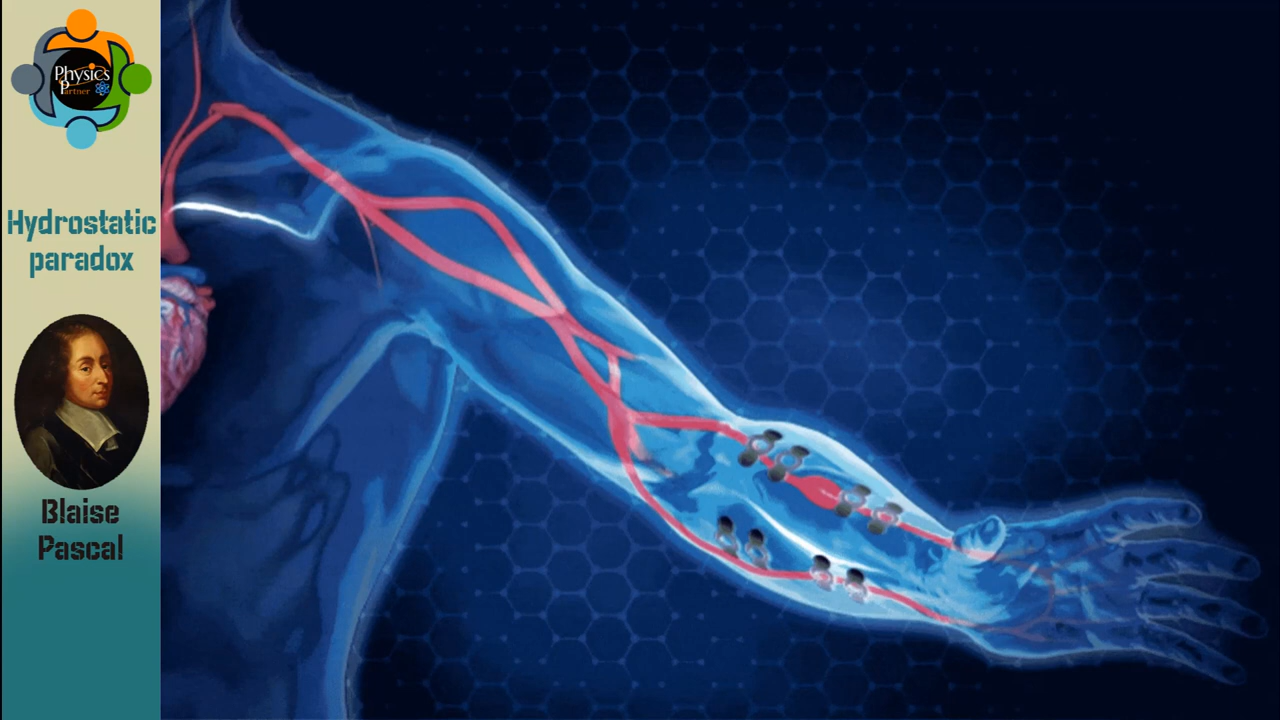 Physics
Partner
Hydrostatic
paradox
Blaise
Pascal